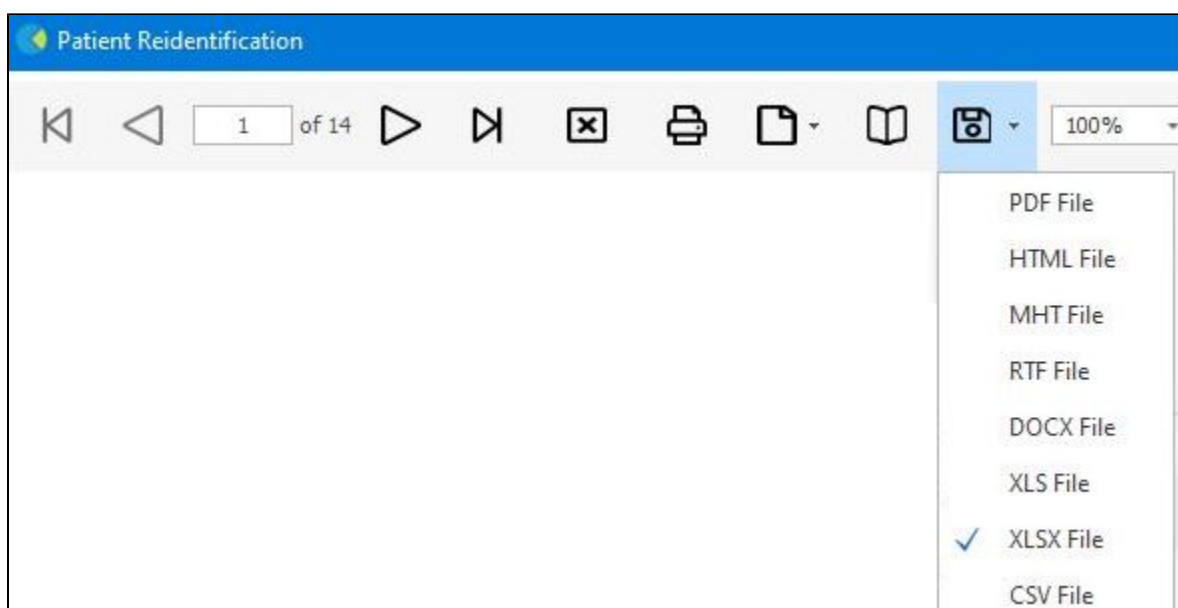 Patient Reidentification
1 of 14 100%
PDF File
HTML File
MHT File
RTF File
DOCX File
XLS File
XLSX File
CSV File